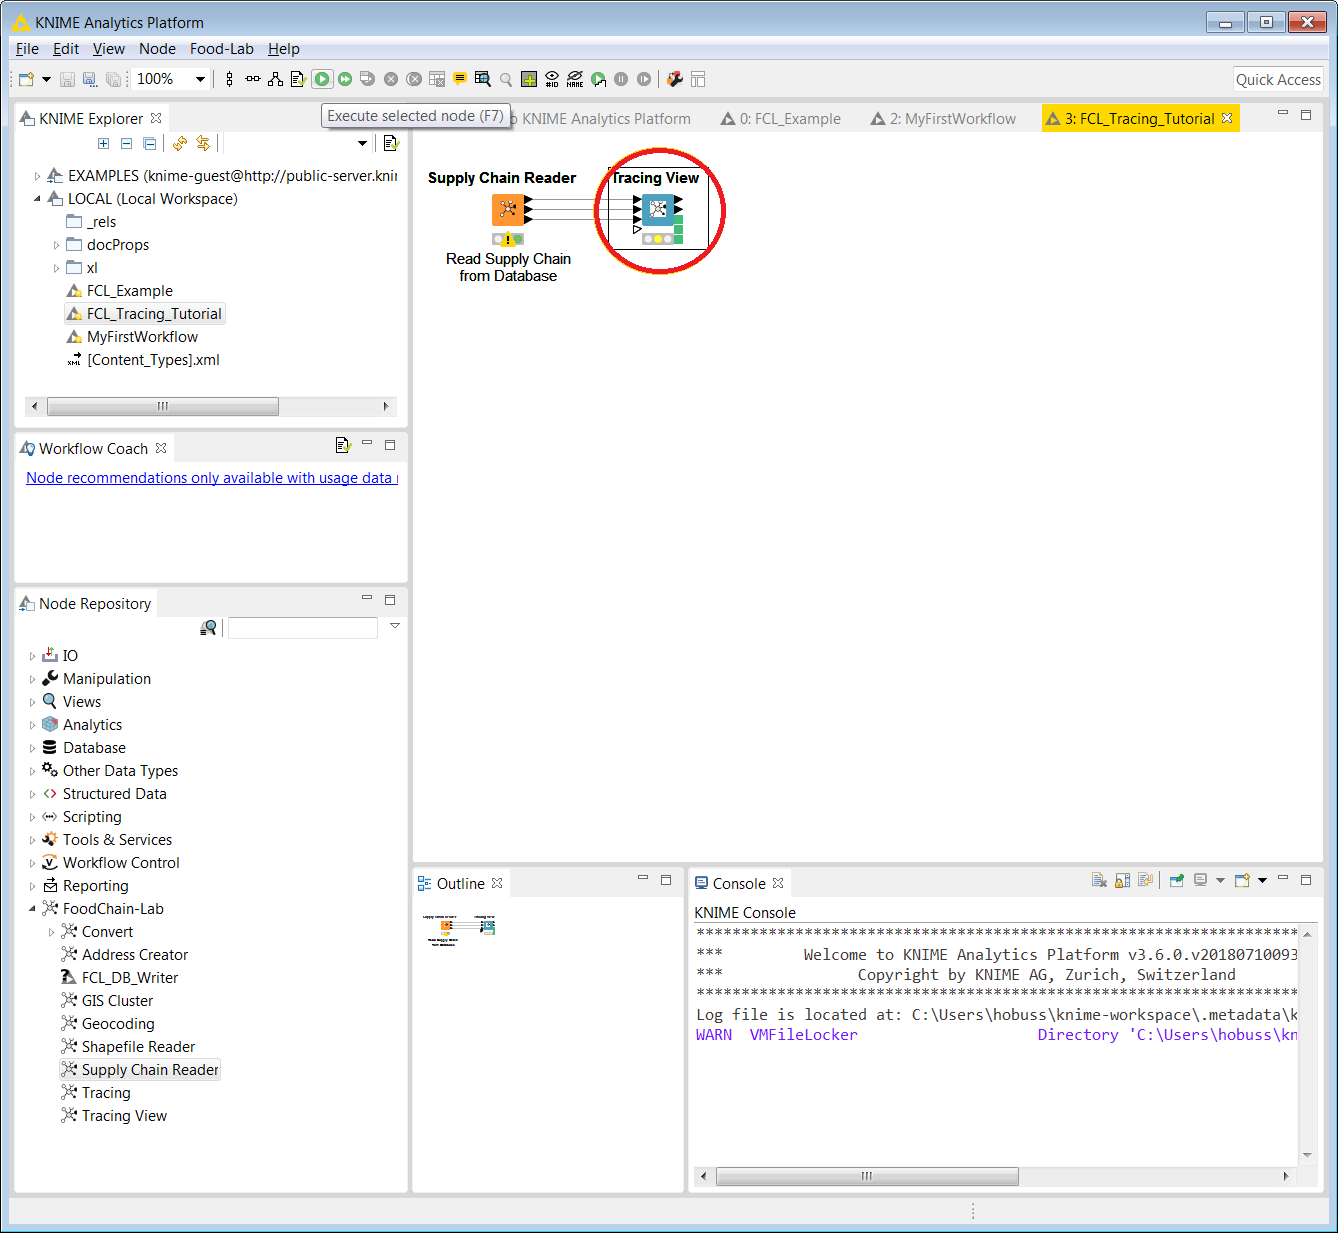 KNIME Analytics Platform
File Edit View Node Food-Lab Help
100%
Quick Access
Execute selected node (F7)
KNIME Explorer
KNIME Analytics Platform
0: FCL_Example
2: MyFirstWorkflow
3: FCL_Tracing_Tutorial
EXAMPLES (knime-guest@http://public-server.knir
LOCAL (Local Workspace)
_rels
docProps
xl
FCL_Example
FCL_Tracing_Tutorial
MyFirstWorkflow
[Content_Types].xml
Supply Chain Reader
Read Supply Chain
from Database
Tracing View
Workflow Coach
Node recommendations only available with usage data
Node Repository
IO
Manipulation
Views
Analytics
Database
Other Data Types
Structured Data
Scripting
Tools & Services
Workflow Control
Reporting
FoodChain-Lab
Convert
Address Creator
FCL_DB_Writer
GIS Cluster
Geocoding
Shapefile Reader
Supply Chain Reader
Tracing
Tracing View
Outline
Console
KNIME Console
*******************************************************************
*** Welcome to KNIME Analytics Platform v3.6.0.v20180710093
*** Copyright by KNIME AG, Zurich, Switzerland
*******************************************************************
Log file is located at: C:\Users\hobuss\knime-workspace\.metadata\k
WARN VMFileLocker Directory 'C:\Users\hobuss\kn